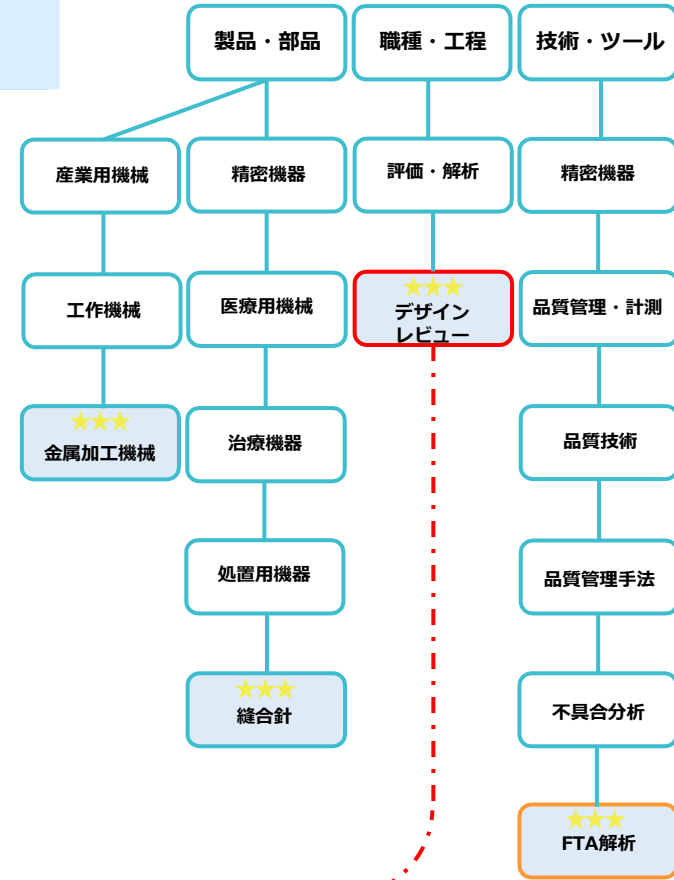 製品・部品
職種・工程
技術・ツール
産業用機械
精密機器
評価・解析
精密機器
工作機械
医療用機械
★★★
デザイン
レビュー
品質管理・計測
★★★
金属加工機械
治療機器
品質技術
処置用機器
品質管理手法
★★★
縫合針
不具合分析
★★★
FTA解析